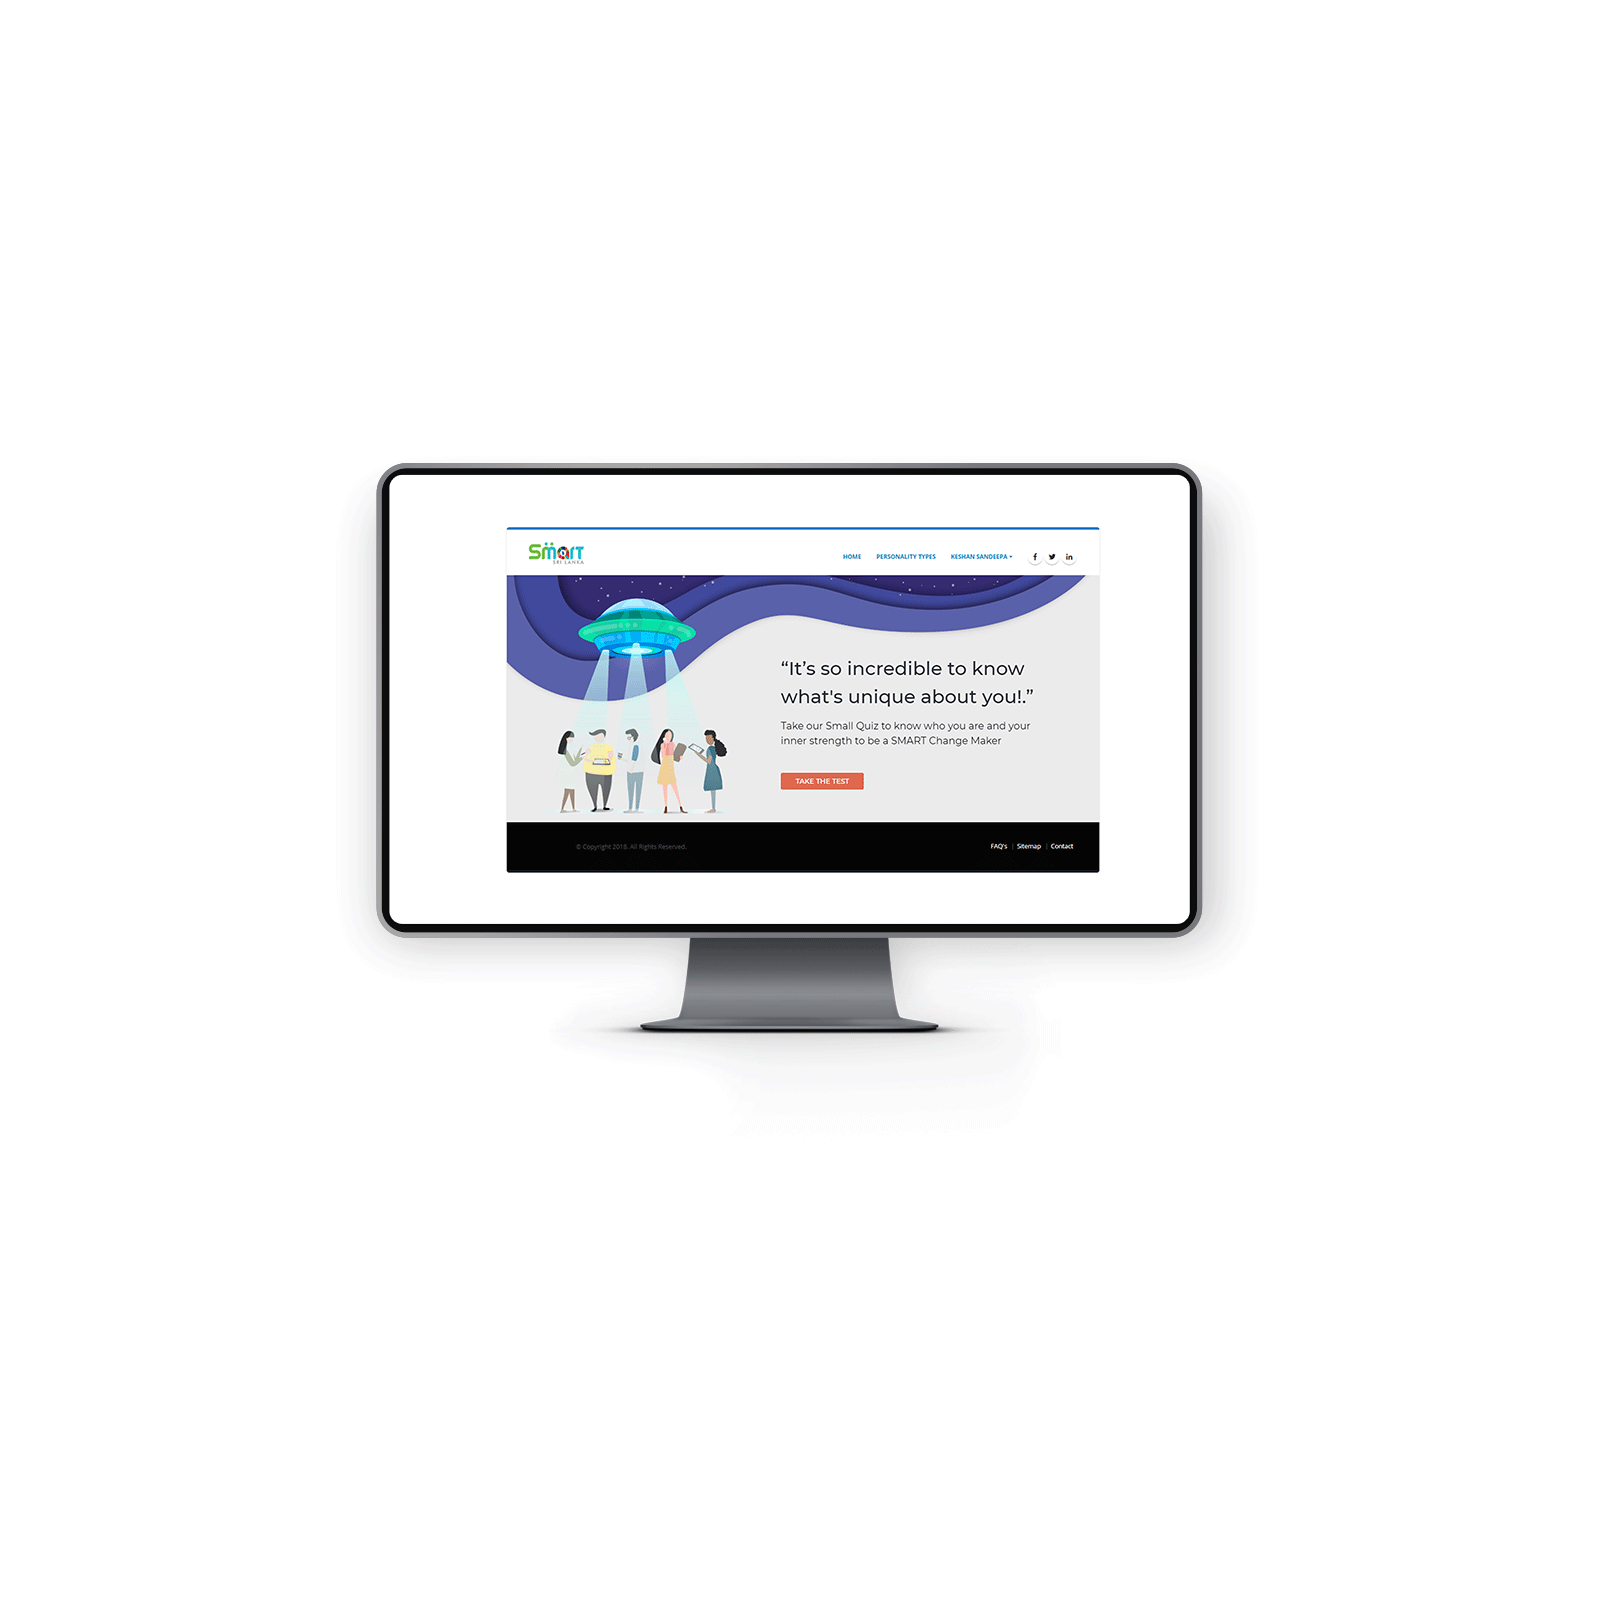 Smart
SRI LANKA
HOME PERSONALITY TYPES KESHAN SANDEEPA
“It’s so incredible to know
what's unique about you!.”
Take our Small Quiz to know who you are and your
inner strength to be a SMART Change Maker
TAKE THE TEST
© Copyright 2018. All Rights Reserved.
FAQ's | Sitemap | Contact